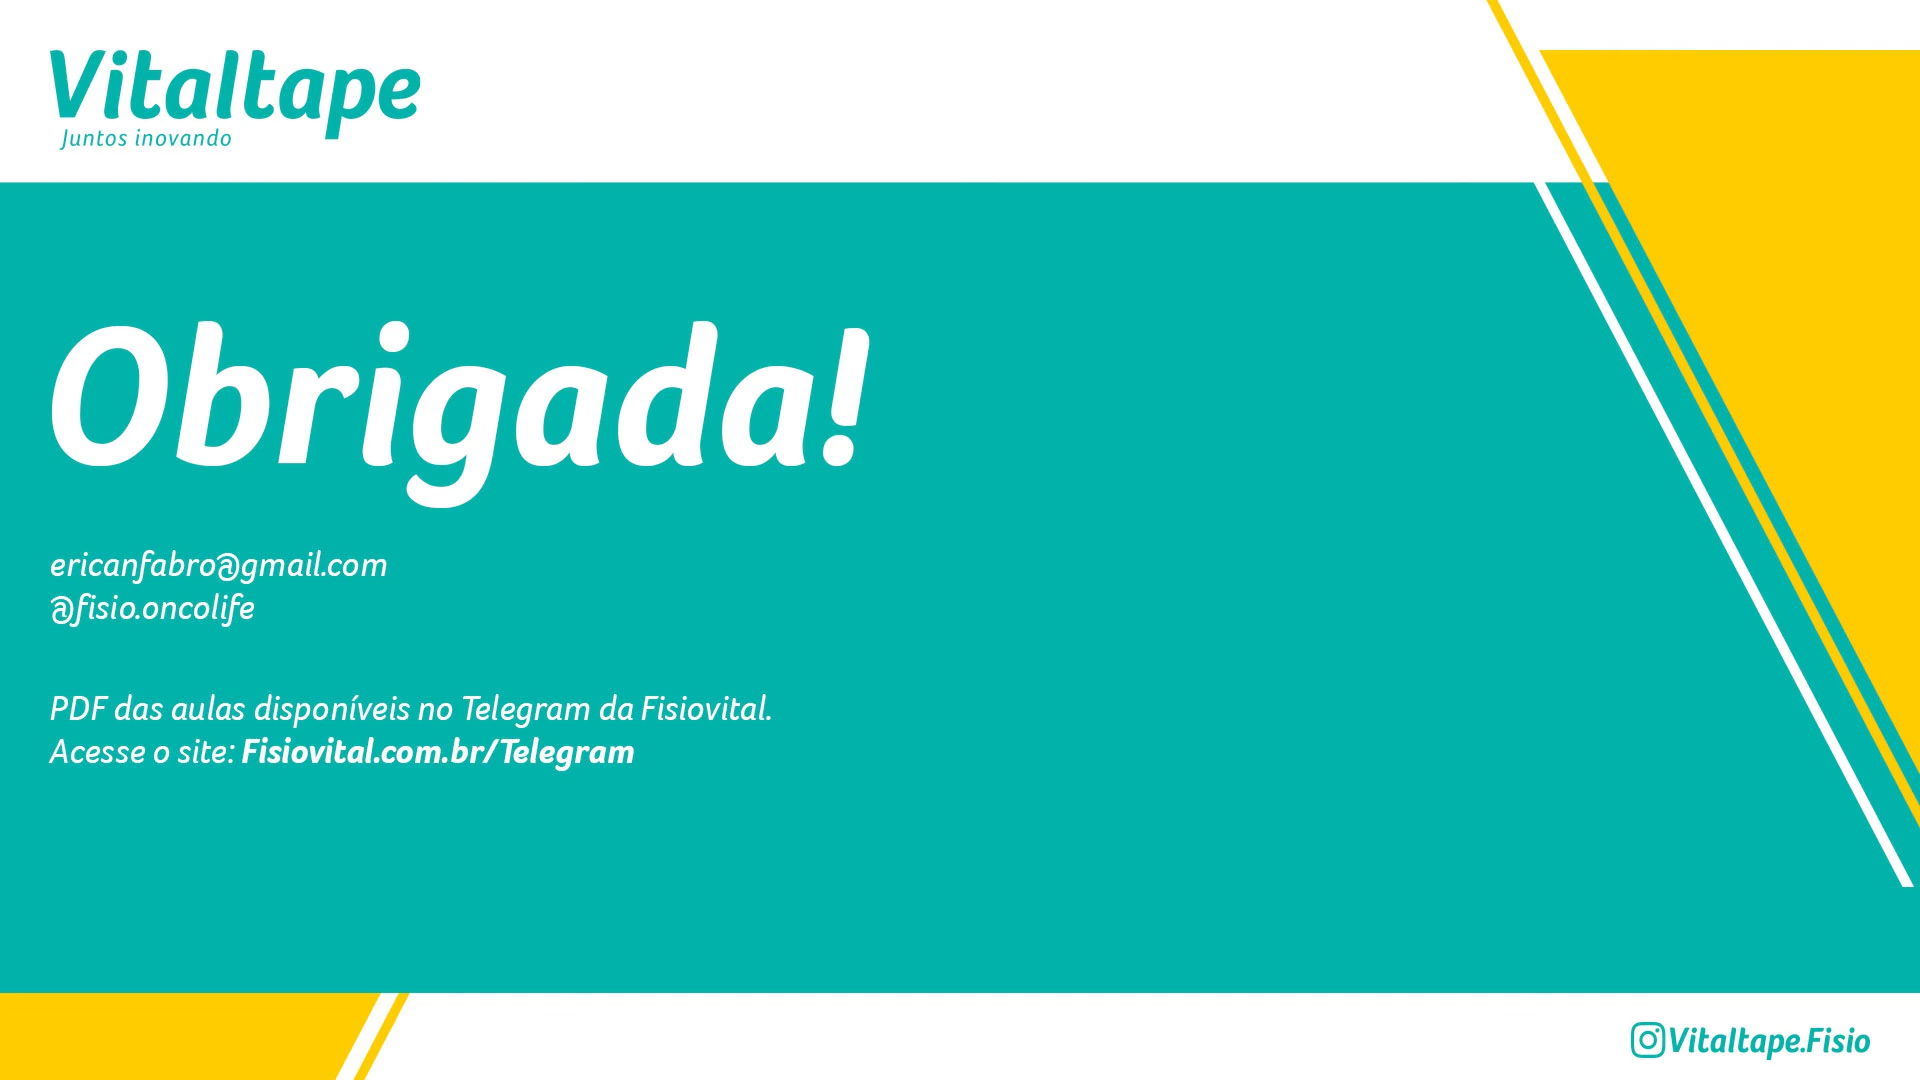 Vitaltape
Juntos inovando
Obrigada!
ericanfabro@gmail.com
@fisio.oncolife
PDF das aulas disponíveis no Telegram da Fisiovital.
Acesse o site: Fisiovital.com.br/Telegram
Vitaltape.Fisio